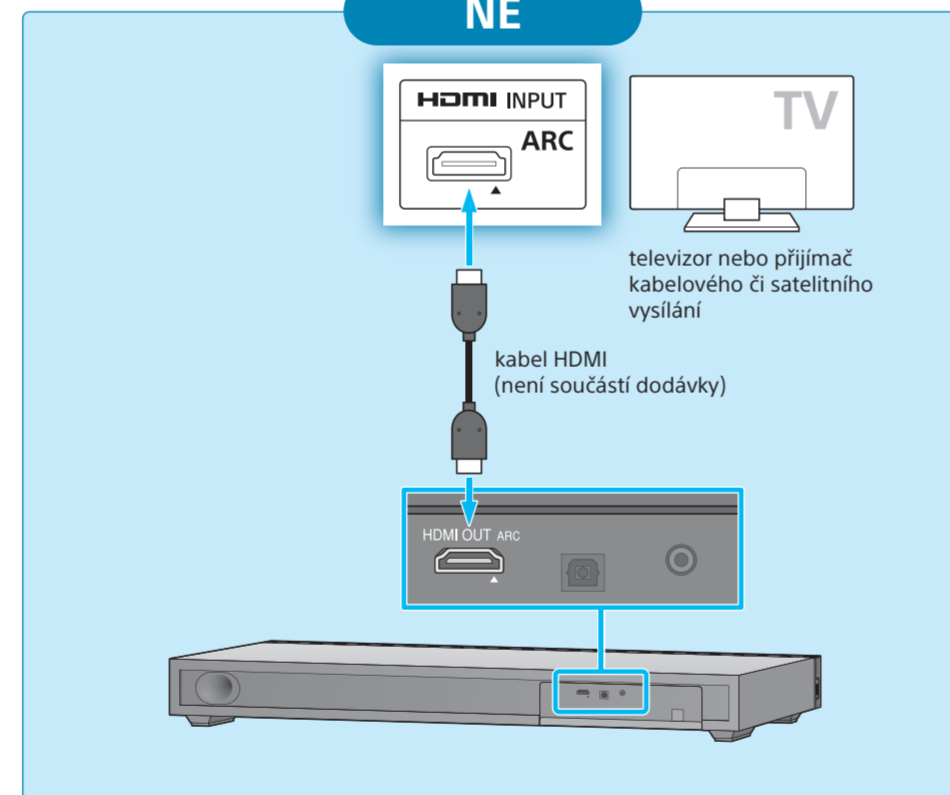 NE
HDMI INPUT
ARC
TV
televizor nebo přijímač
kabelového či satelitního
vysílání
kabel HDMI
(není součástí dodávky)
HDMI OUT ARC